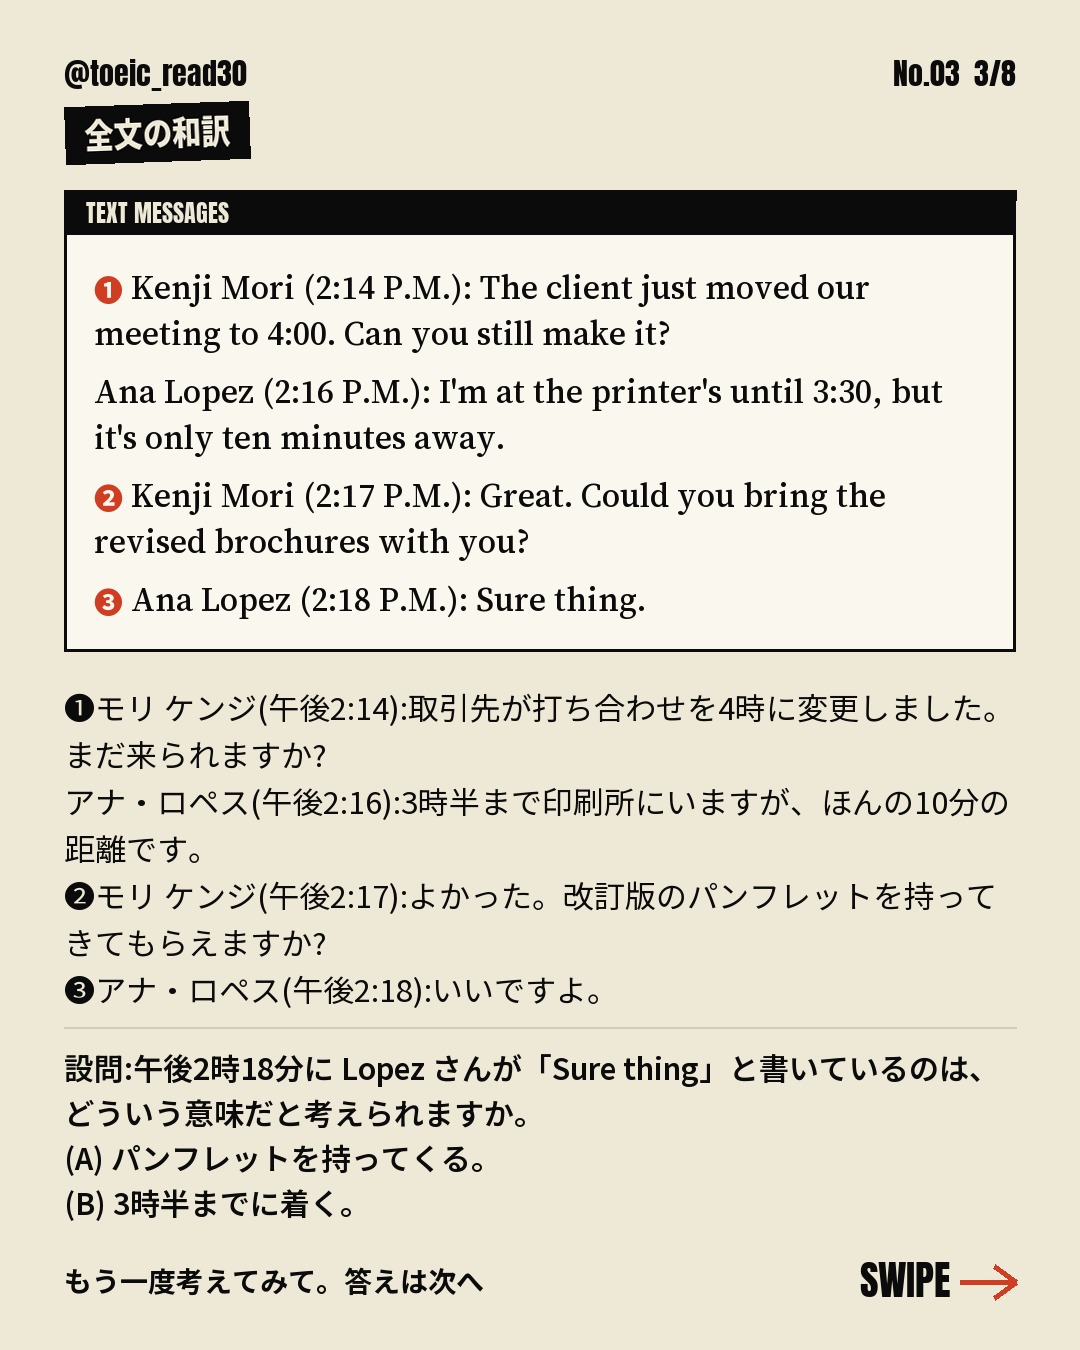 @toeic_read30
No.03 3/8
全文の和訳
TEXT MESSAGES
❶ Kenji Mori (2:14 P.M.): The client just moved our
meeting to 4:00. Can you still make it?
Ana Lopez (2:16 P.M.): I'm at the printer's until 3:30, but
it's only ten minutes away.
❷ Kenji Mori (2:17 P.M.): Great. Could you bring the
revised brochures with you?
❸ Ana Lopez (2:18 P.M.): Sure thing.
❶モリ ケンジ(午後2:14):取引先が打ち合わせを4時に変更しました。
まだ来られますか?
アナ・ロペス(午後2:16):3時半まで印刷所にいますが、ほんの10分の
距離です。
❷モリ ケンジ(午後2:17):よかった。改訂版のパンフレットを持って
きてもらえますか?
❸アナ・ロペス(午後2:18):いいですよ。
設問:午後2時18分に Lopez さんが「Sure thing」と書いているのは、
どういう意味だと考えられますか。
(A) パンフレットを持ってくる。
(B) 3時半までに着く。
もう一度考えてみて。答えは次へ
SWIPE